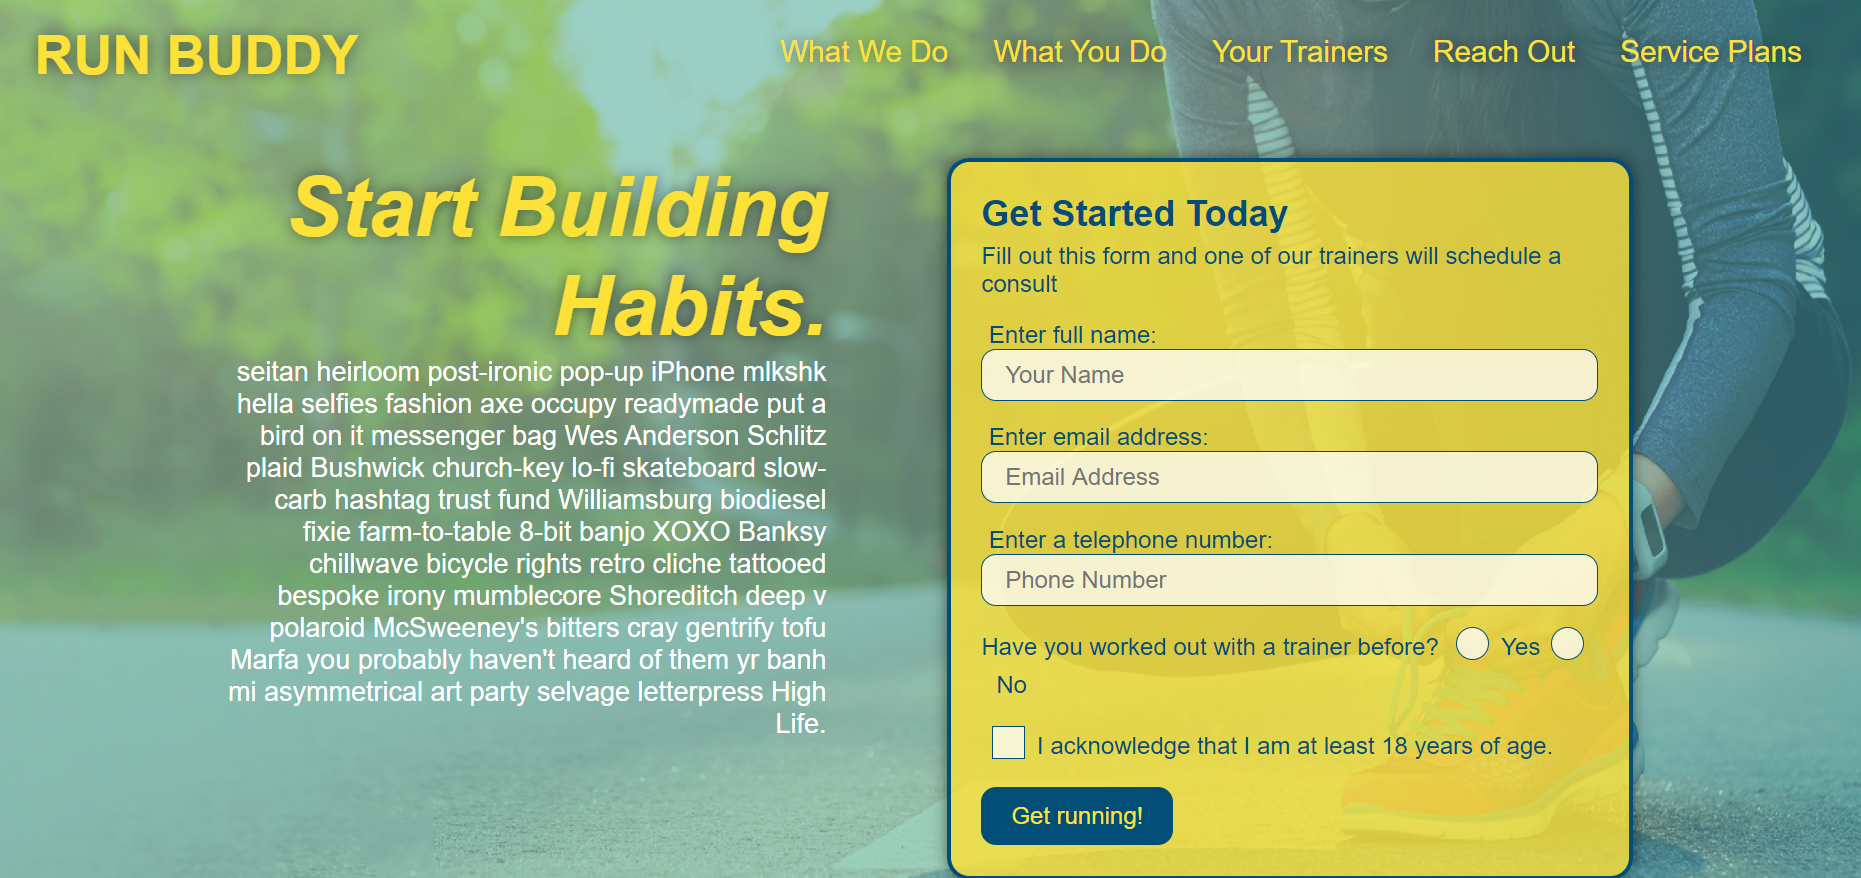 RUN BUDDY
What We Do What You Do Your Trainers Reach Out Service Plans
Start Building
Habits.
seitan heirloom post-ironic pop-up iPhone mlkshk
hella selfies fashion axe occupy readymade put a
bird on it messenger bag Wes Anderson Schlitz
plaid Bushwick church-key lo-fi skateboard slow-
carb hashtag trust fund Williamsburg biodiesel
fixie farm-to-table 8-bit banjo XOXO Banksy
chillwave bicycle rights retro cliche tattooed
bespoke irony mumblecore Shoreditch deep v
polaroid McSweeney's bitters cray gentrify tofu
Marfa you probably haven't heard of them yr banh
mi asymmetrical art party selvage letterpress High
Life.
Get Started Today
Fill out this form and one of our trainers will schedule a
consult
Enter full name:
Your Name
Enter email address:
Email Address
Enter a telephone number:
Phone Number
Have you worked out with a trainer before? Yes
No
I acknowledge that I am at least 18 years of age.
Get running!